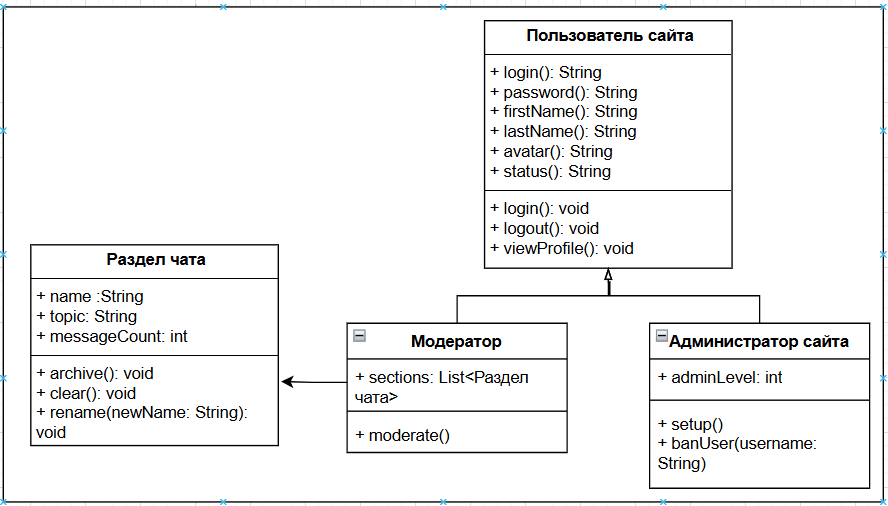 Пользователь сайта
+ login(): String
+ password(): String
+ firstName(): String
+ lastName(): String
+ avatar(): String
+ status(): String
+ login(): void
+ logout(): void
+ viewProfile(): void
Раздел чата
+ name :String
+ topic: String
+ messageCount: int
+ archive(): void
+ clear(): void
+ rename(newName: String):
void
Модератор
+ sections: List<Раздел
чата>
+ moderate()
Администратор сайта
+ adminLevel: int
+ setup()
+ banUser(username:
String)